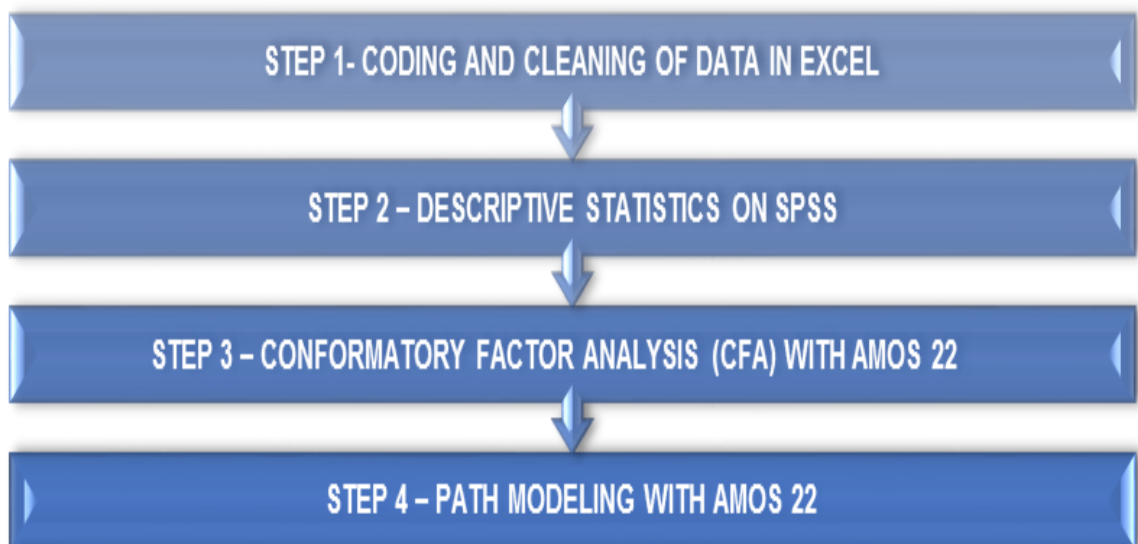 STEP 1- CODING AND CLEANING OF DATA IN EXCEL
STEP 2 – DESCRIPTIVE STATISTICS ON SPSS
STEP 3 – CONFORMATORY FACTOR ANALYSIS (CFA) WITH AMOS 22
STEP 4 – PATH MODELING WITH AMOS 22